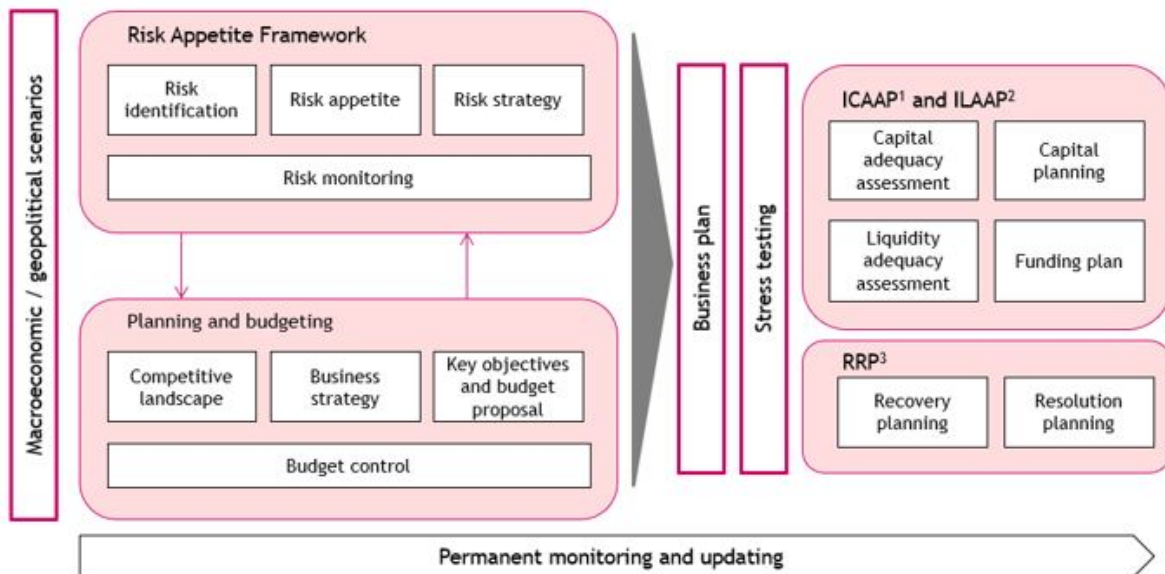 Macroeconomic / geopolitical scenarios
Risk Appetite Framework
Risk
identification
Risk appetite
Risk strategy
Risk monitoring
Planning and budgeting
Competitive
landscape
Business
strategy
Key objectives
and budget
proposal
Budget control
Business plan
Stress testing
ICAAP¹ and ILAAP²
Capital
adequacy
assessment
Capital
planning
Liquidity
adequacy
assessment
Funding plan
RRP³
Recovery
planning
Resolution
planning
Permanent monitoring and updating